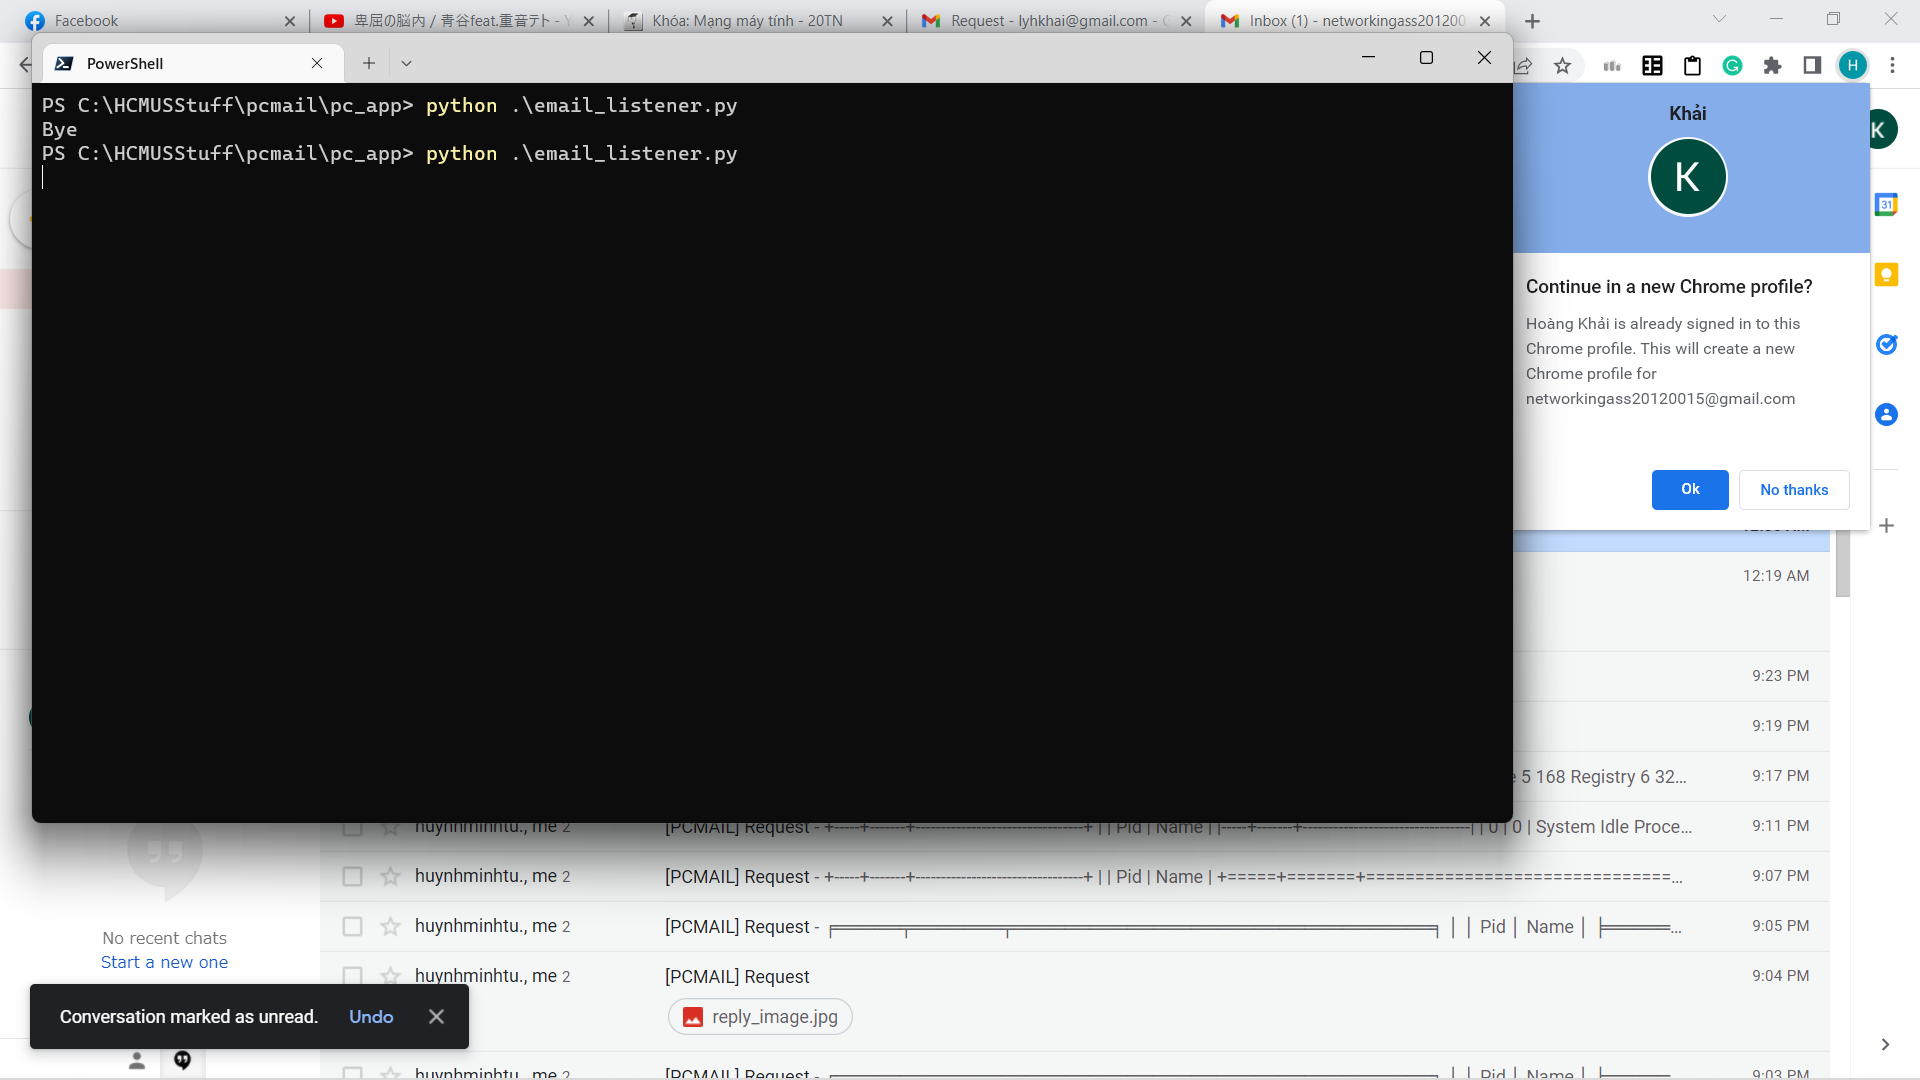 Facebook
卑屈の脳内 / 青谷feat.重音テト - Y
Khóa: Mạng máy tính - 20TN
Request - lyhkhai@gmail.com - G
Inbox (1) - networkingass201200
PowerShell
PS C:\HCMUSStuff\pcmail\pc_app> python .\email_listener.py
Bye
PS C:\HCMUSStuff\pcmail\pc_app> python .\email_listener.py
H
Khải
K
K
31
Continue in a new Chrome profile?
Hoàng Khải is already signed in to this
Chrome profile. This will create a new
Chrome profile for
networkingass20120015@gmail.com
Ok
No thanks
12:19 AM
9:23 PM
9:19 PM
5 168 Registry 6 32... 9:17 PM
huynhminhtu., me 2 [PCMAIL] Request - +-----+-------+--------------------------------+ | | Pid | Name | |-----+-------+--------------------------------| | 0 | 0 | System Idle Proce... 9:11 PM
huynhminhtu., me 2 [PCMAIL] Request - +-----+-------+--------------------------------+ | | Pid | Name | +=====+=======+=============================... 9:07 PM
huynhminhtu., me 2 [PCMAIL] Request - ╒═════╤═══════╤════════════════════════════════╕ │ │ Pid │ Name │ ╞═════... 9:05 PM
huynhminhtu., me 2 [PCMAIL] Request 9:04 PM
reply_image.jpg
huynhminhtu., me 2 [PCMAIL] Request - │ │ Pid │ Name │ 9:03 PM
No recent chats
Start a new one
Conversation marked as unread. Undo